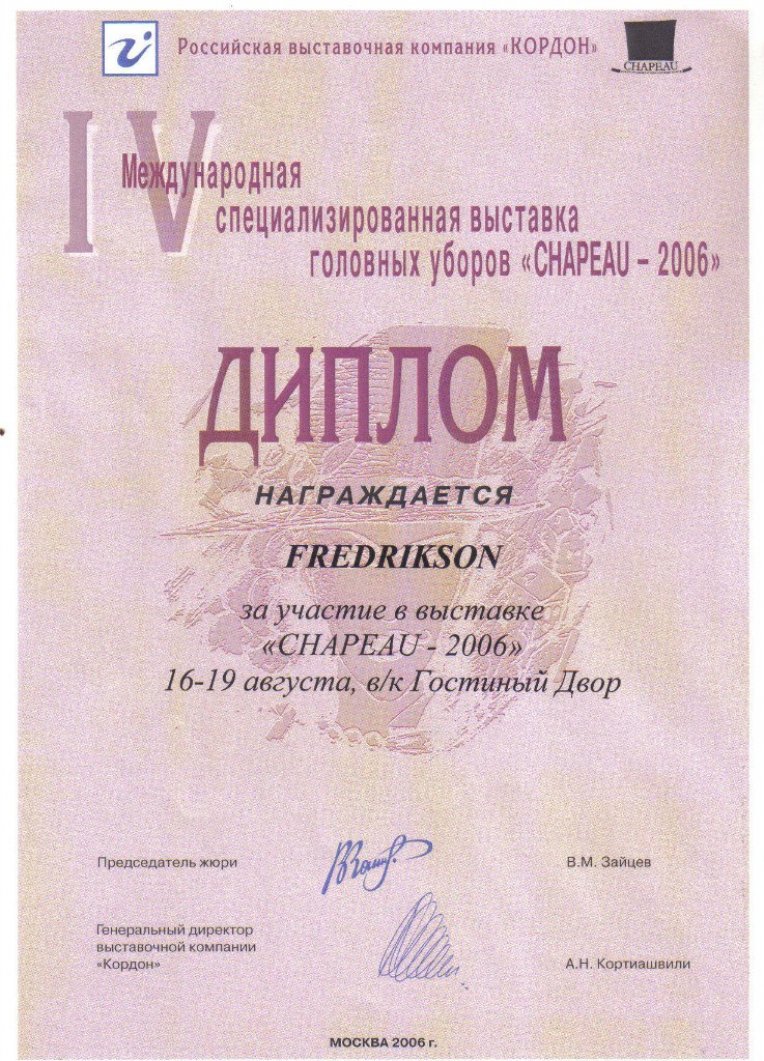 Российская выставочная компания «КОРДОН»
CHAPEAU
IV
Международная
специализированная выставка
головных уборов «CHAPEAU – 2006»
ДИПЛОМ
НАГРАЖДАЕТСЯ
FREDRIKSON
за участие в выставке
«CHAPEAU - 2006»
16-19 августа, в/к Гостиный Двор
Председатель жюри
В.М. Зайцев
Генеральный директор
выставочной компании
«Кордон»
А.Н. Кортиашвили
МОСКВА 2006 г.